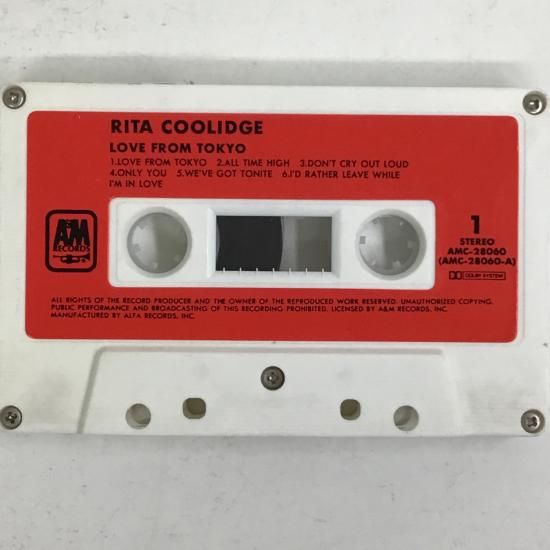 RITA COOLIDGE
LOVE FROM TOKYO
1.LOVE FROM TOKYO 2.ALL TIME HIGH 3.DON'T CRY OUT LOUD
4.ONLY YOU 5.WE'VE GOT TONITE 6.I'D RATHER LEAVE WHILE
I'M IN LOVE
A&M
RECORDS
1
STEREO
AMC-28060
(AMC-28060-A)
DOLBY SYSTEM
ALL RIGHTS OF THE RECORD PRODUCER AND THE OWNER OF THE REPRODUCED WORK RESERVED. UNAUTHORIZED COPYING,
PUBLIC PERFORMANCE AND BROADCASTING OF THIS RECORDING PROHIBITED. LICENSED BY A&M RECORDS, INC.
MANUFACTURED BY ALFA RECORDS, INC.